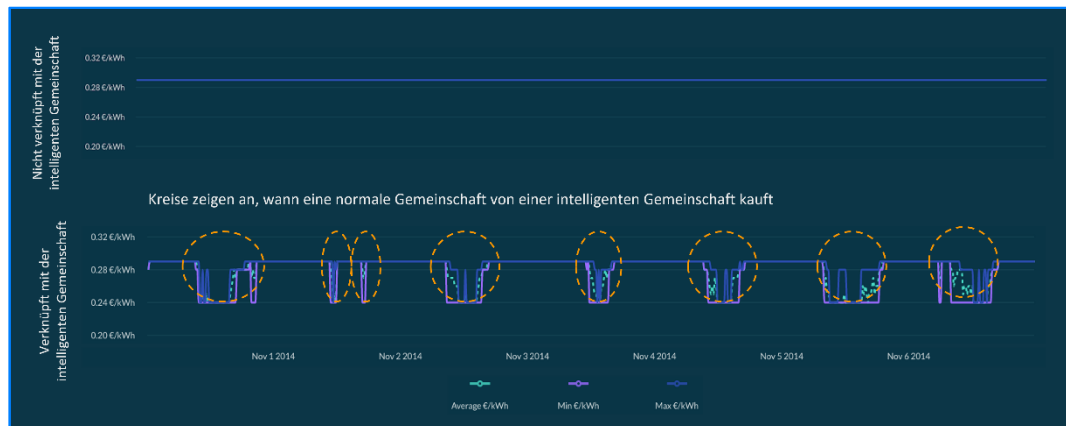 Nicht verknüpft mit der
intelligenten Gemeinschaft
0.32 €/kWh
0.28 €/kWh
0.24 €/kWh
0.20 €/kWh
Kreise zeigen an, wann eine normale Gemeinschaft von einer intelligenten Gemeinschaft kauft
Verknüpft mit der
intelligenten Gemeinschaft
0.32 €/kWh
0.28 €/kWh
0.24 €/kWh
0.20 €/kWh
Nov 1 2014 Nov 2 2014 Nov 3 2014 Nov 4 2014 Nov 5 2014 Nov 6 2014
Average €/kWh Min €/kWh Max €/kWh